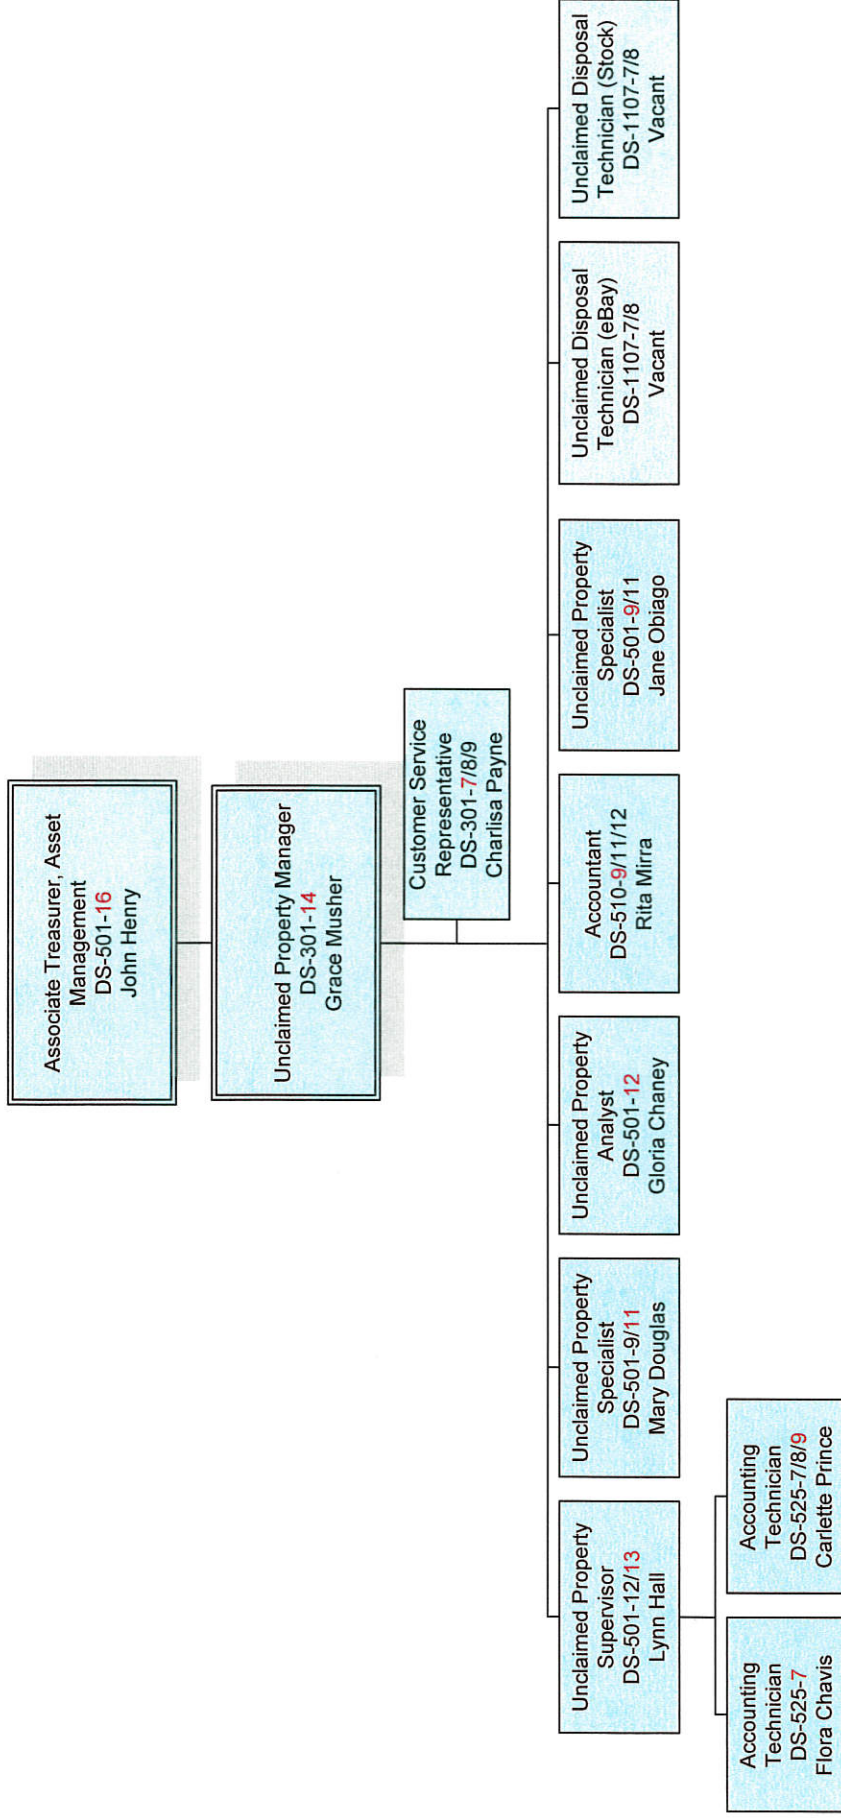 Associate Treasurer, Asset
Management
DS-501-16
John Henry
Unclaimed Property Manager
DS-301-14
Grace Musher
Customer Service
Representative
DS-301-7/8/9
Charlisa Payne
Unclaimed Property
Supervisor
DS-501-12/13
Lynn Hall
Unclaimed Property
Specialist
DS-501-9/11
Mary Douglas
Unclaimed Property
Analyst
DS-501-12
Gloria Chaney
Accountant
DS-510-9/11/12
Rita Mirra
Unclaimed Property
Specialist
DS-501-9/11
Jane Obiago
Unclaimed Disposal
Technician (eBay)
DS-1107-7/8
Vacant
Unclaimed Disposal
Technician (Stock)
DS-1107-7/8
Vacant
Accounting
Technician
DS-525-7
Flora Chavis
Accounting
Technician
DS-525-7/8/9
Carlette Prince